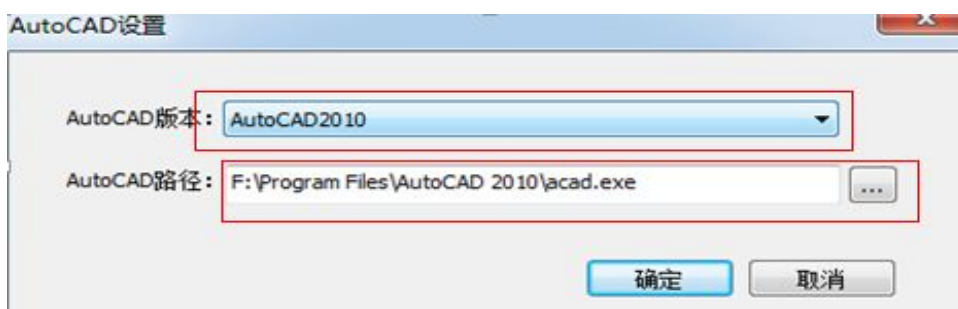 AutoCAD设置
AutoCAD版本： AutoCAD2010
AutoCAD路径： F:\Program Files\AutoCAD 2010\acad.exe ...
确定 取消